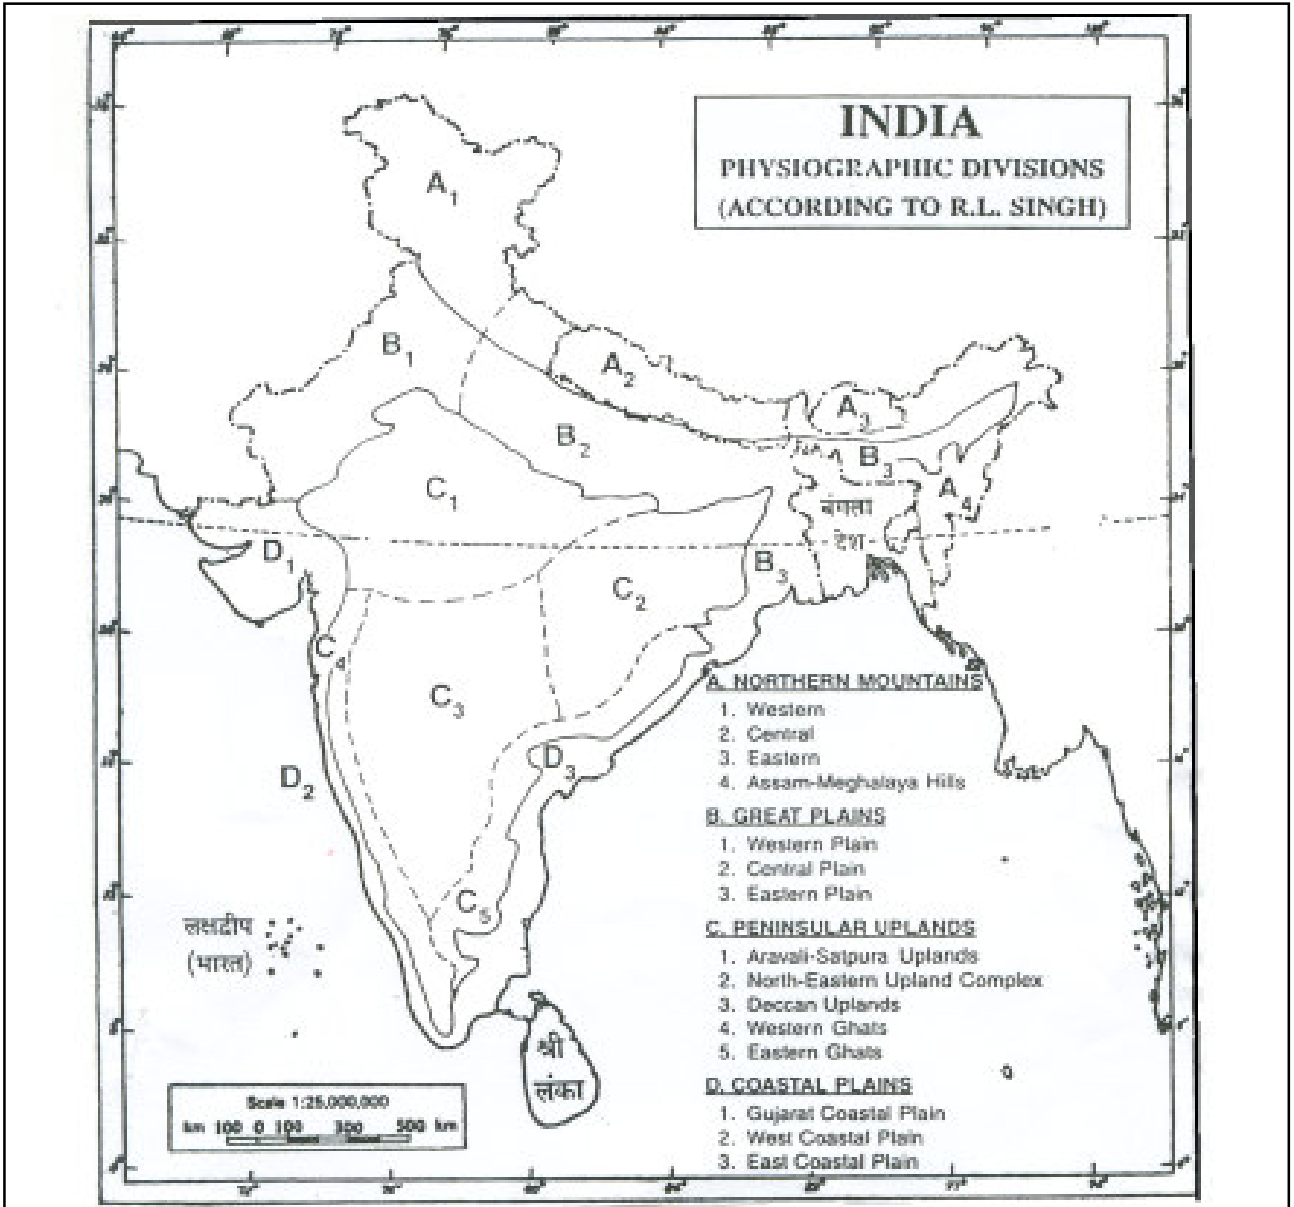 INDIA
PHYSIOGRAPHIC DIVISIONS
(ACCORDING TO R.L. SINGH)
A1
B1
A2
A3
B2
B3
A4
C1
बंगला
देश
D1
B3
C2
C4
C3
D3
D2
C5
लक्षद्वीप
(भारत)
श्री
लंका
A. NORTHERN MOUNTAINS
1. Western
2. Central
3. Eastern
4. Assam-Meghalaya Hills
B. GREAT PLAINS
1. Western Plain
2. Central Plain
3. Eastern Plain
C. PENINSULAR UPLANDS
1. Aravali-Satpura Uplands
2. North-Eastern Upland Complex
3. Deccan Uplands
4. Western Ghats
5. Eastern Ghats
D. COASTAL PLAINS
1. Gujarat Coastal Plain
2. West Coastal Plain
3. East Coastal Plain
Scale 1:25,000,000
km 100 0 100 300 500 km